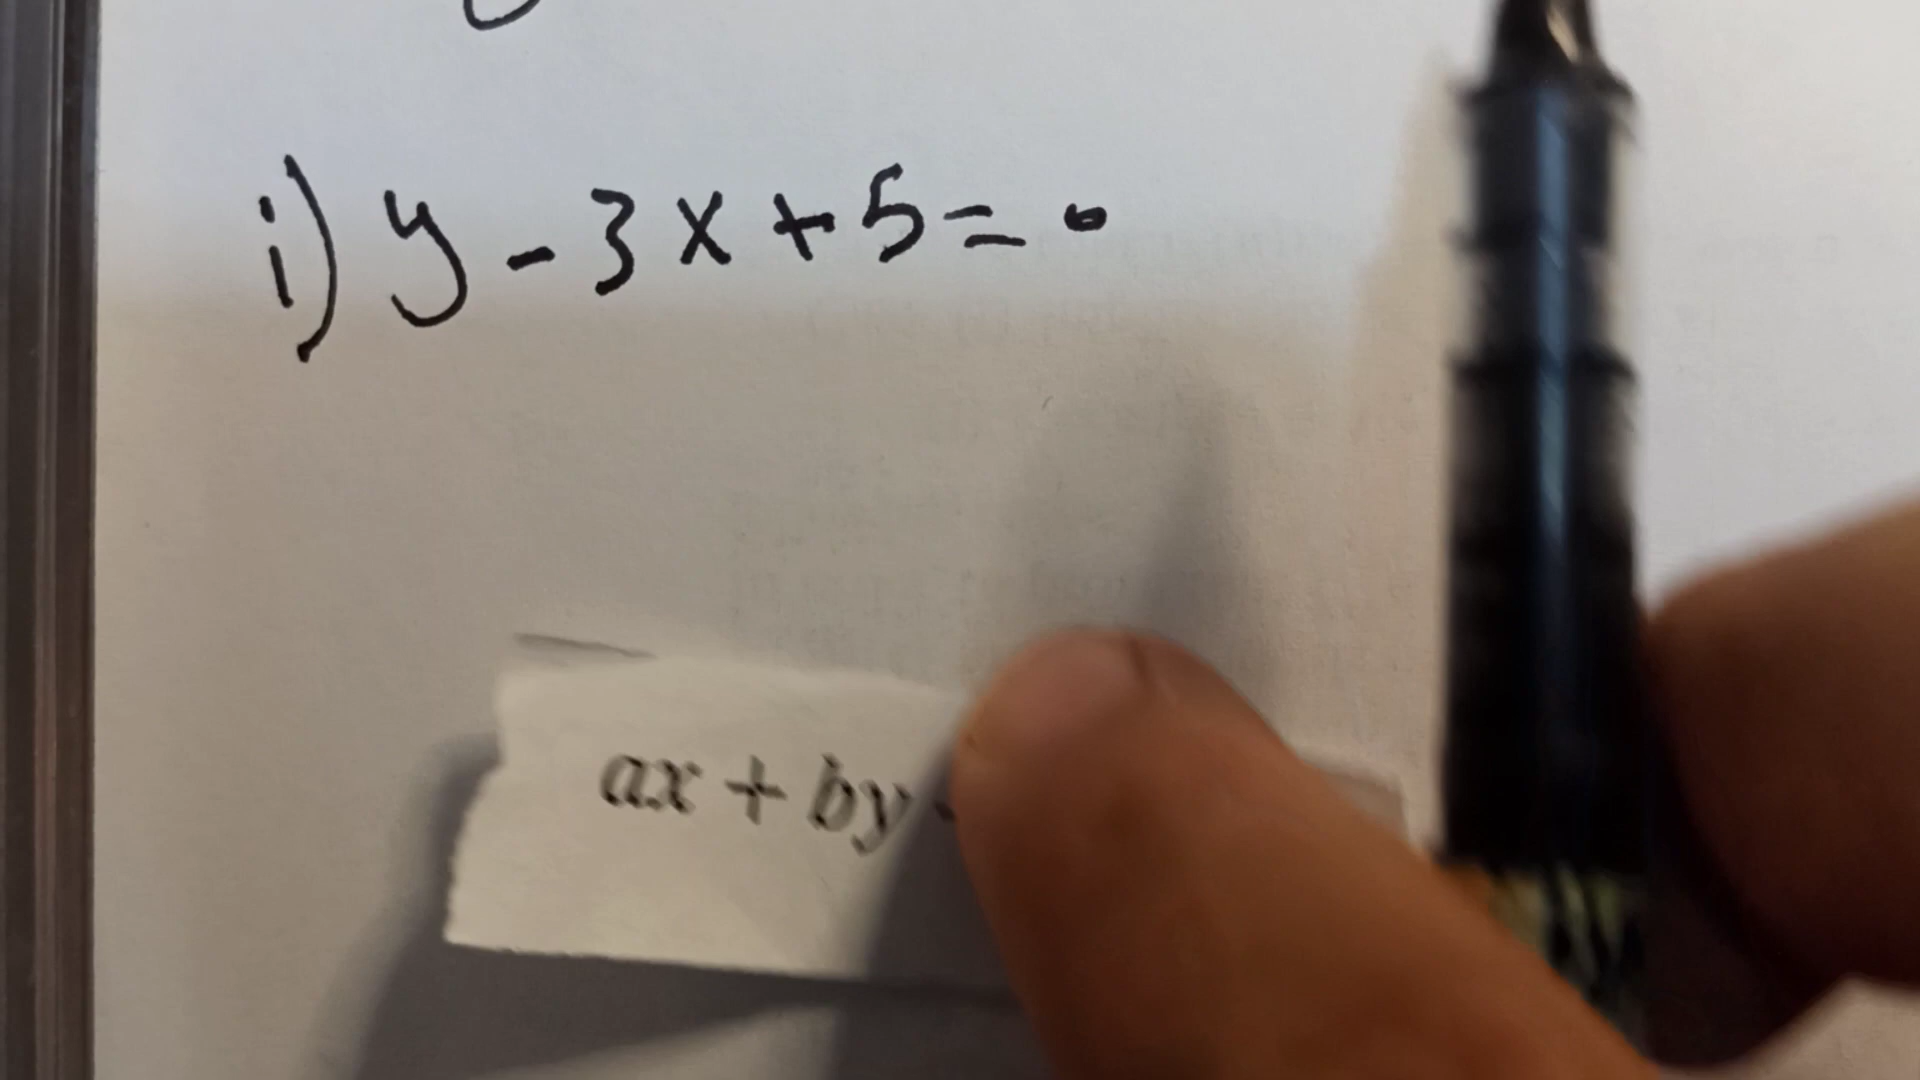 i) y - 3x + 5 = 0
ax + by